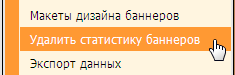 Макеты дизайна баннеров
Удалить статистику баннеров
Экспорт данных